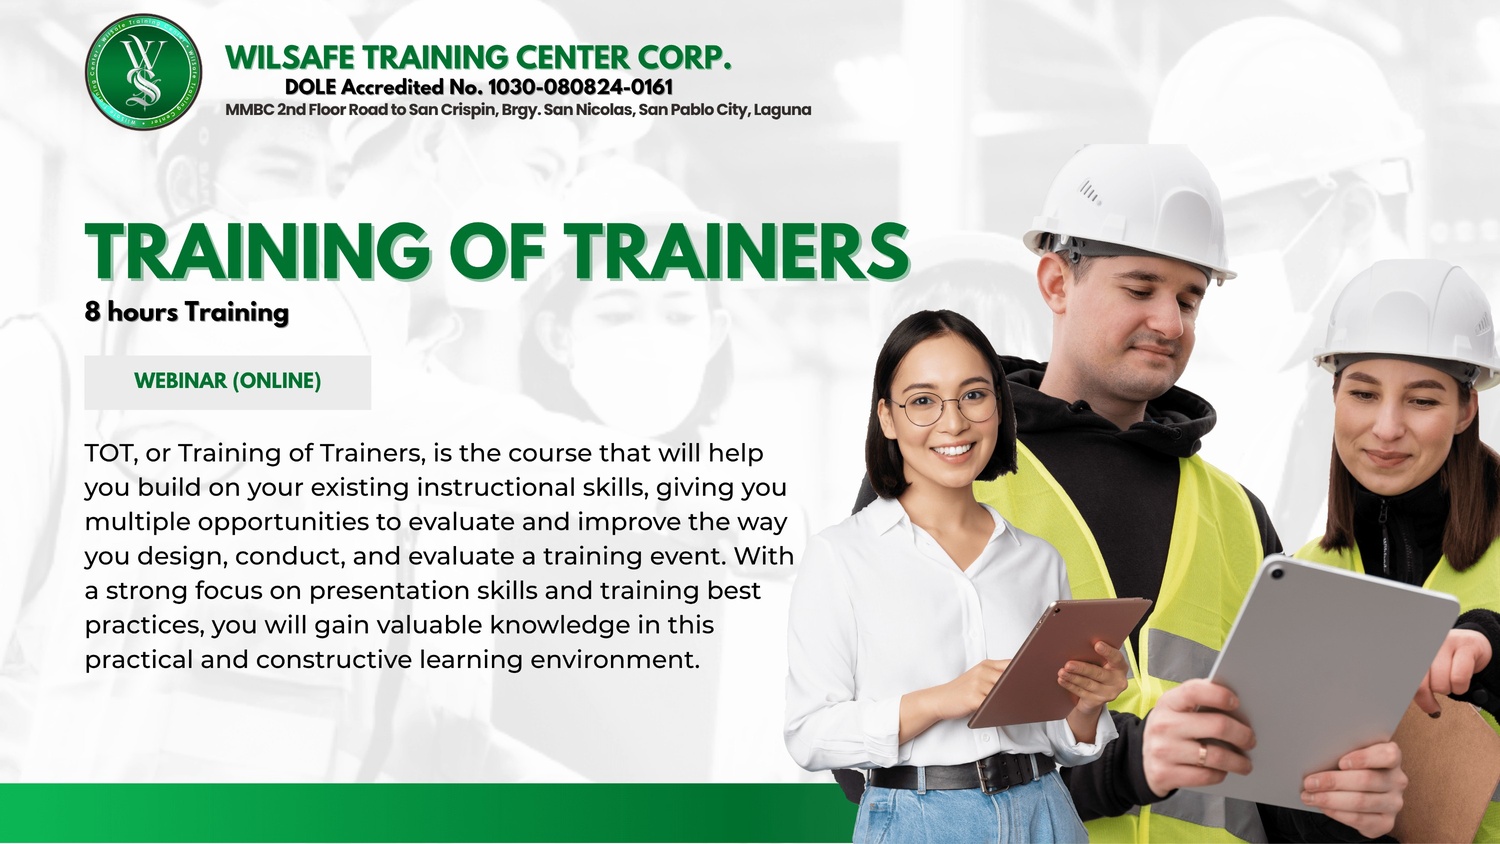 WILSAFE TRAINING CENTER CORP.
DOLE Accredited No. 1030-080824-0161
MMBC 2nd Floor Road to San Crispin, Brgy. San Nicolas, San Pablo City, Laguna
TRAINING OF TRAINERS
8 hours Training
WEBINAR (ONLINE)
TOT, or Training of Trainers, is the course that will help
you build on your existing instructional skills, giving you
multiple opportunities to evaluate and improve the way
you design, conduct, and evaluate a training event. With
a strong focus on presentation skills and training best
practices, you will gain valuable knowledge in this
practical and constructive learning environment.